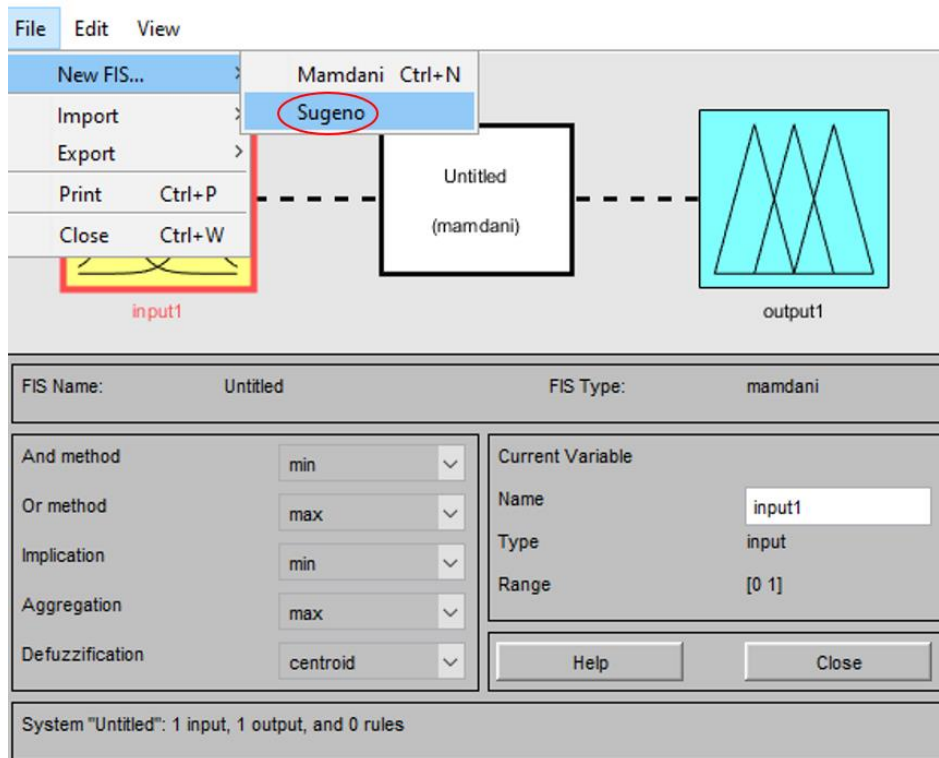 File Edit View
New FIS... >
Mamdani Ctrl+N
Sugeno
Import >
Export >
Print Ctrl+P
Close Ctrl+W
Untitled
(mamdani)
input1
output1
FIS Name: Untitled FIS Type: mamdani
And method min
Or method max
Implication min
Aggregation max
Defuzzification centroid
Current Variable
Name input1
Type input
Range [0 1]
Help Close
System "Untitled": 1 input, 1 output, and 0 rules